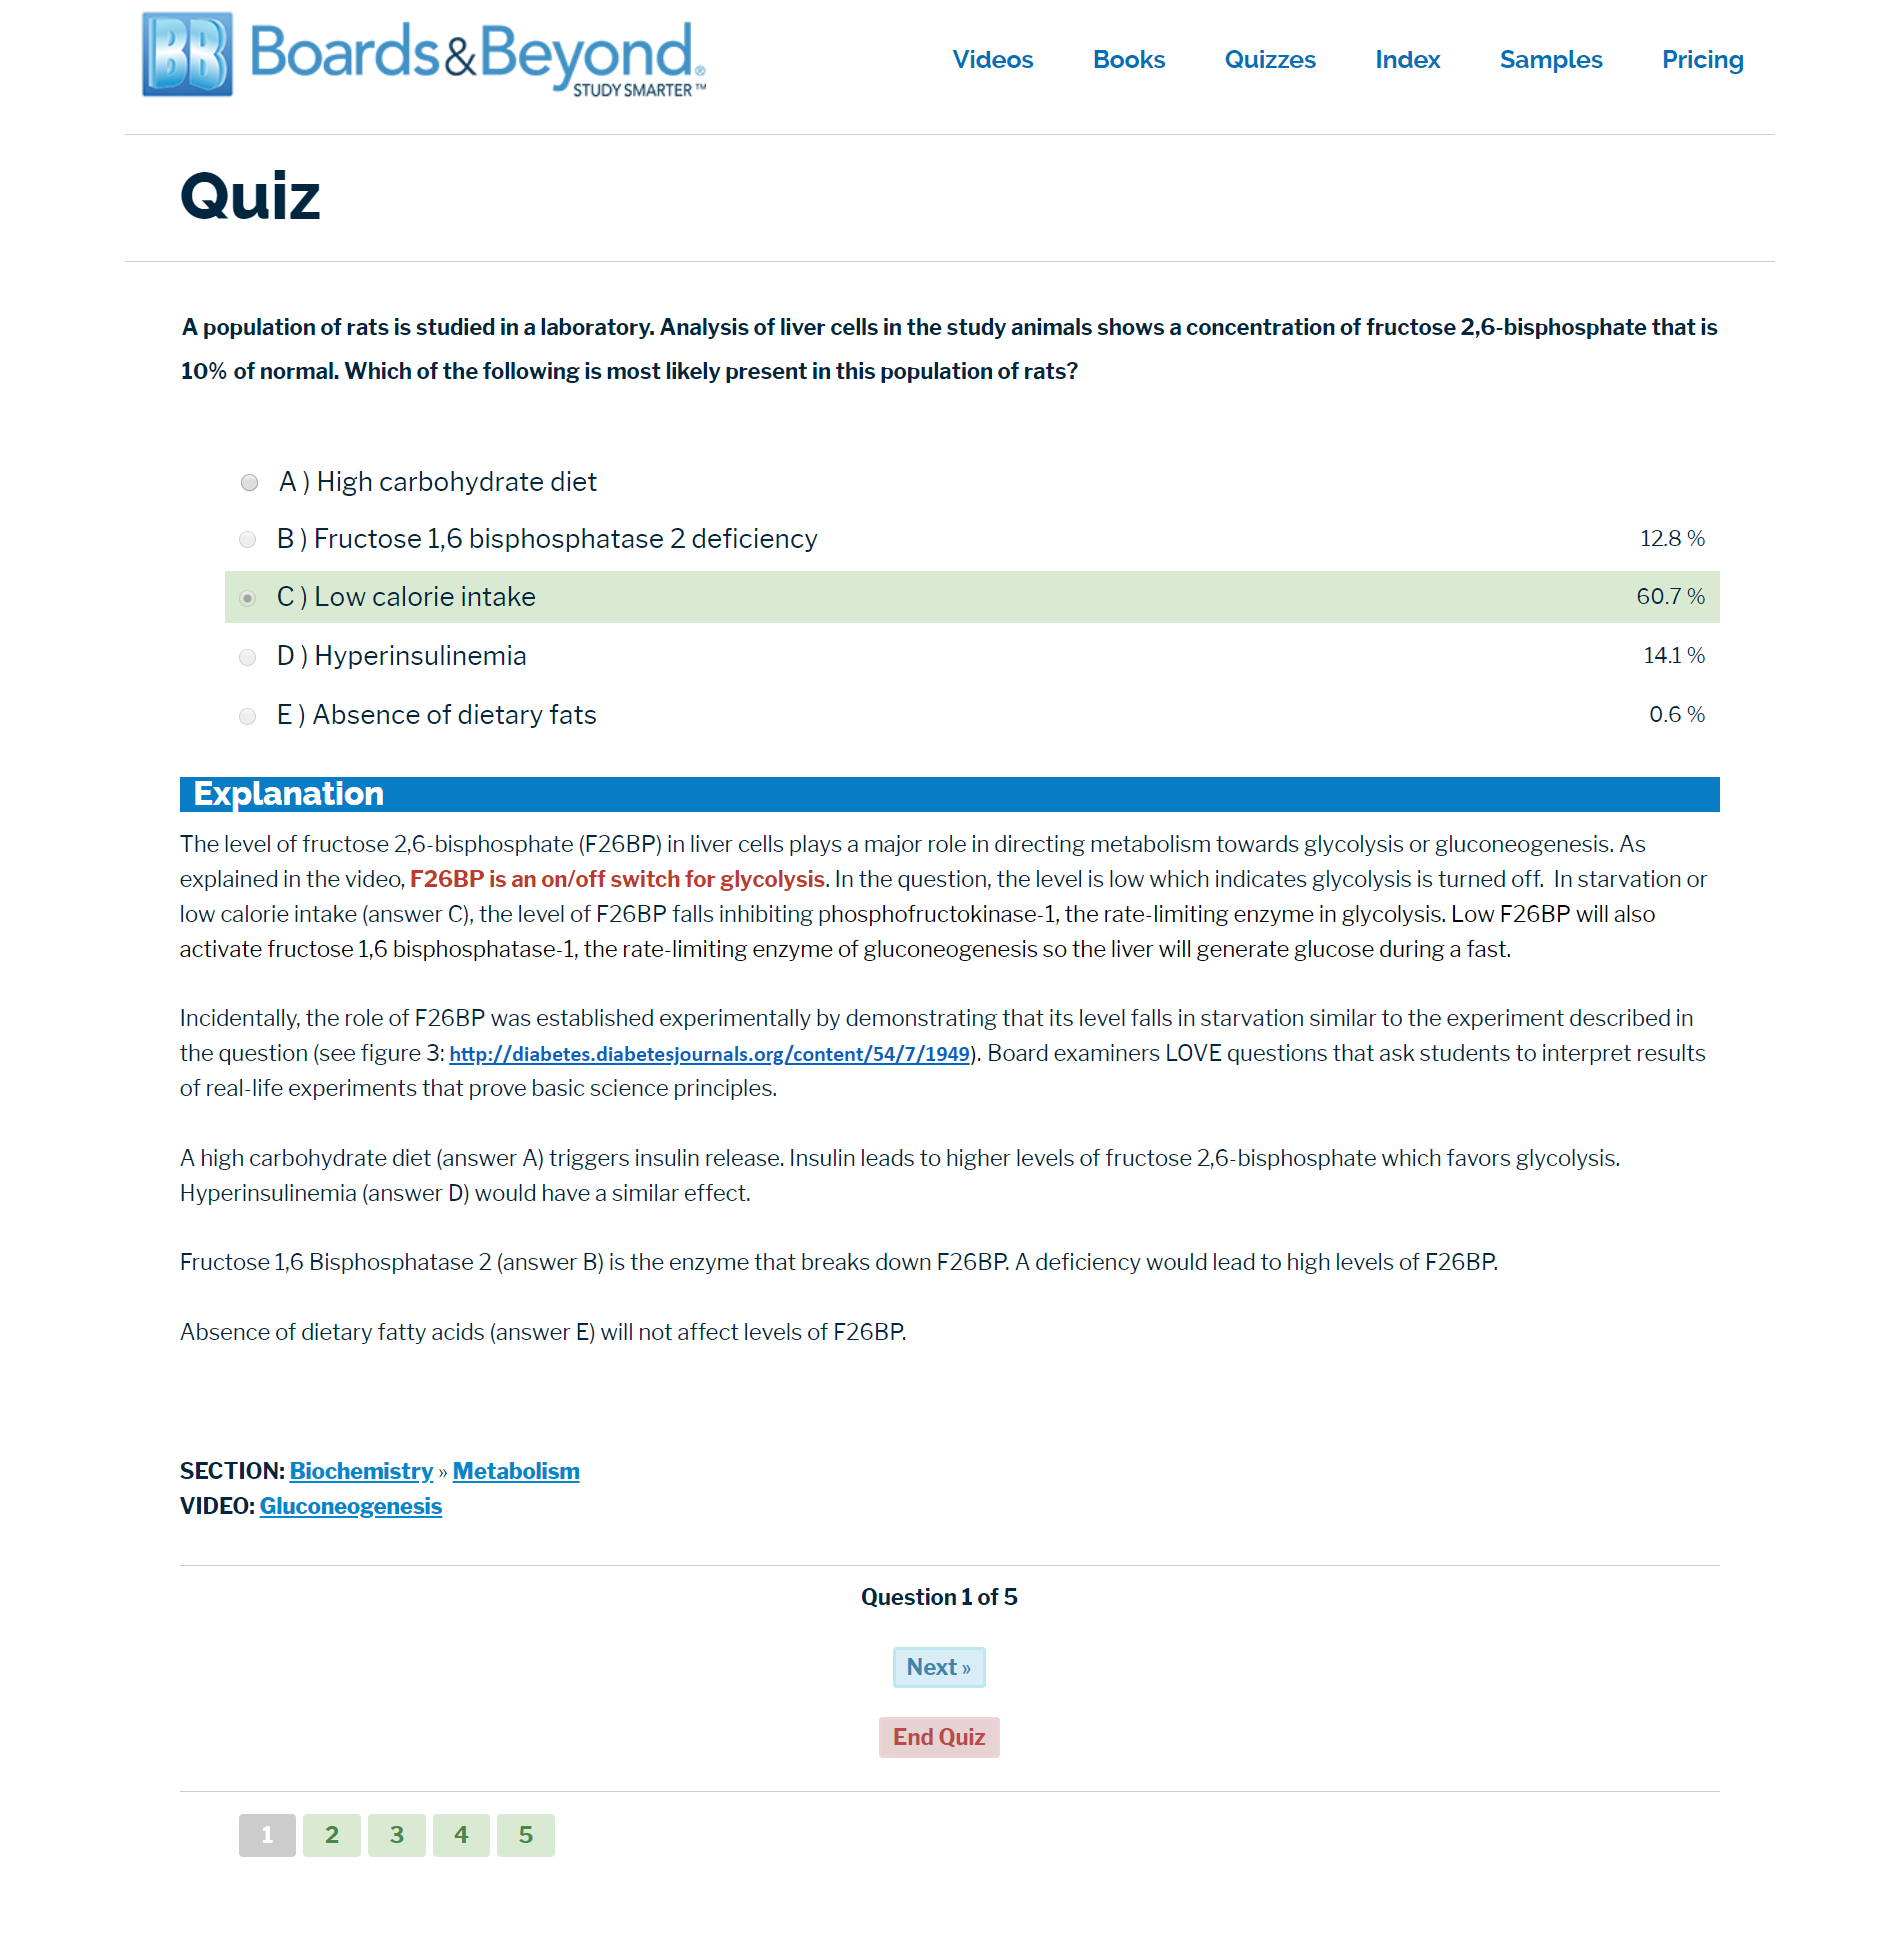 BB Boards&Beyond®
STUDY SMARTER™
Videos Books Quizzes Index Samples Pricing
Quiz
A population of rats is studied in a laboratory. Analysis of liver cells in the study animals shows a concentration of fructose 2,6-bisphosphate that is
10% of normal. Which of the following is most likely present in this population of rats?
A ) High carbohydrate diet
B ) Fructose 1,6 bisphosphatase 2 deficiency 12.8 %
C ) Low calorie intake 60.7 %
D ) Hyperinsulinemia 14.1 %
E ) Absence of dietary fats 0.6 %
Explanation
The level of fructose 2,6-bisphosphate (F26BP) in liver cells plays a major role in directing metabolism towards glycolysis or gluconeogenesis. As
explained in the video, F26BP is an on/off switch for glycolysis. In the question, the level is low which indicates glycolysis is turned off. In starvation or
low calorie intake (answer C), the level of F26BP falls inhibiting phosphofructokinase-1, the rate-limiting enzyme in glycolysis. Low F26BP will also
activate fructose 1,6 bisphosphatase-1, the rate-limiting enzyme of gluconeogenesis so the liver will generate glucose during a fast.
Incidentally, the role of F26BP was established experimentally by demonstrating that its level falls in starvation similar to the experiment described in
the question (see figure 3: http://diabetes.diabetesjournals.org/content/54/7/1949). Board examiners LOVE questions that ask students to interpret results
of real-life experiments that prove basic science principles.
A high carbohydrate diet (answer A) triggers insulin release. Insulin leads to higher levels of fructose 2,6-bisphosphate which favors glycolysis.
Hyperinsulinemia (answer D) would have a similar effect.
Fructose 1,6 Bisphosphatase 2 (answer B) is the enzyme that breaks down F26BP. A deficiency would lead to high levels of F26BP.
Absence of dietary fatty acids (answer E) will not affect levels of F26BP.
SECTION: Biochemistry » Metabolism
VIDEO: Gluconeogenesis
Question 1 of 5
Next »
End Quiz
1 2 3 4 5